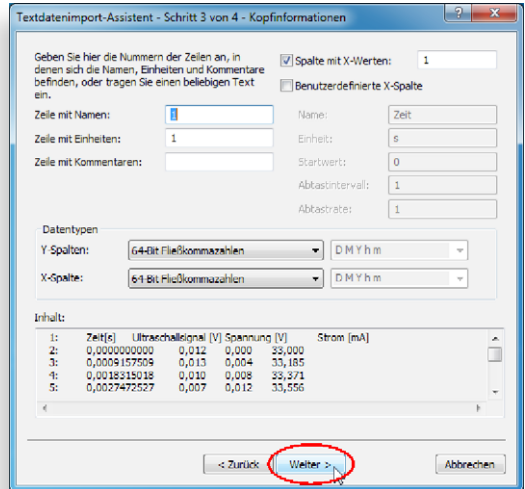 Textdatenimport-Assistent - Schritt 3 von 4 - Kopfinformationen
Geben Sie hier die Nummern der Zeilen an, in
denen sich die Namen, Einheiten und Kommentare
befinden, oder tragen Sie einen beliebigen Text
ein.
Zeile mit Namen: 1
Zeile mit Einheiten: 1
Zeile mit Kommentaren:
Spalte mit X-Werten: 1
Benutzerdefinierte X-Spalte
Name: Zeit
Einheit: s
Startwert: 0
Abtastintervall: 1
Abtastrate: 1
Datentypen
Y-Spalten: 64-Bit Fließkommazahlen DMYhm
X-Spalte: 64-Bit Fließkommazahlen DMYhm
Inhalt:
1: Zeit[s] Ultraschallsignal [V] Spannung [V] Strom [mA]
2: 0,0000000000 0,012 0,000 33,000
3: 0,0009157509 0,013 0,004 33,185
4: 0,0018315018 0,010 0,008 33,371
5: 0,0027472527 0,007 0,012 33,556
< Zurück Weiter > Abbrechen